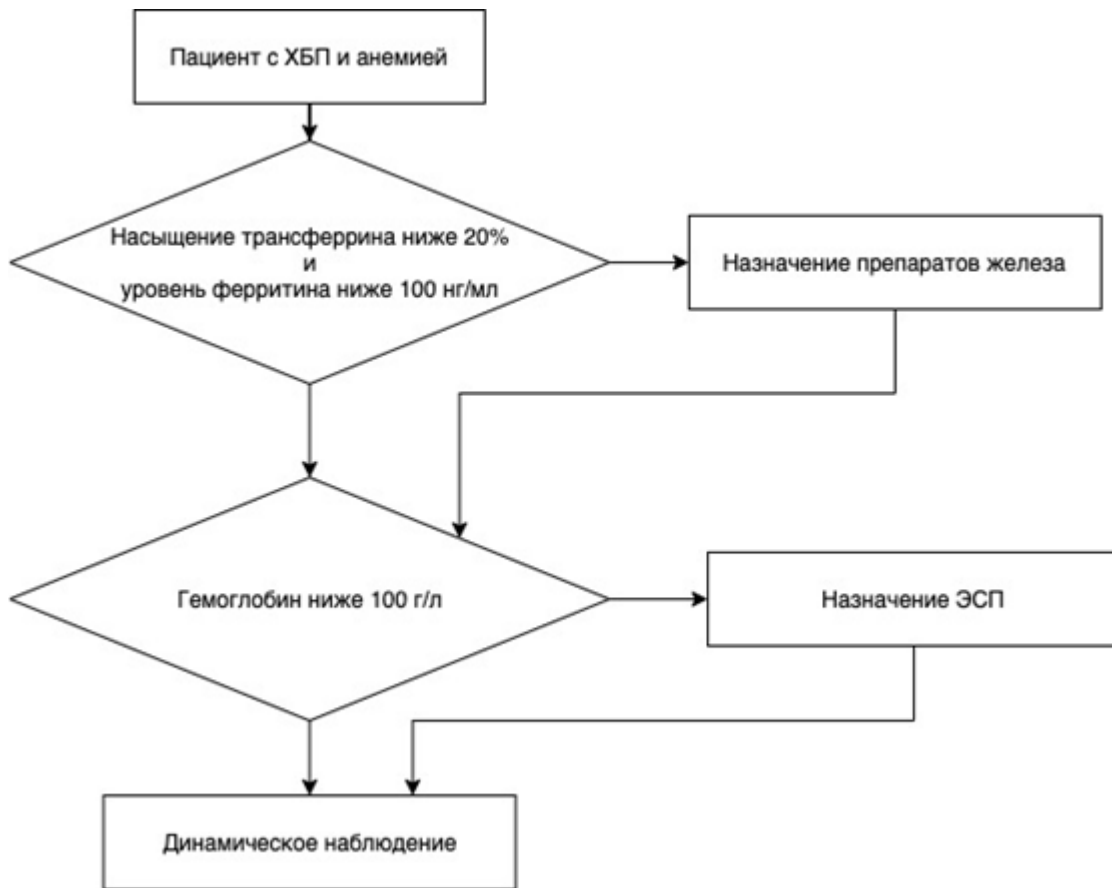 Пациент с ХБП и анемией
Насыщение трансферрина ниже 20%
и
уровень ферритина ниже 100 нг/мл
Назначение препаратов железа
Гемоглобин ниже 100 г/л
Назначение ЭСП
Динамическое наблюдение